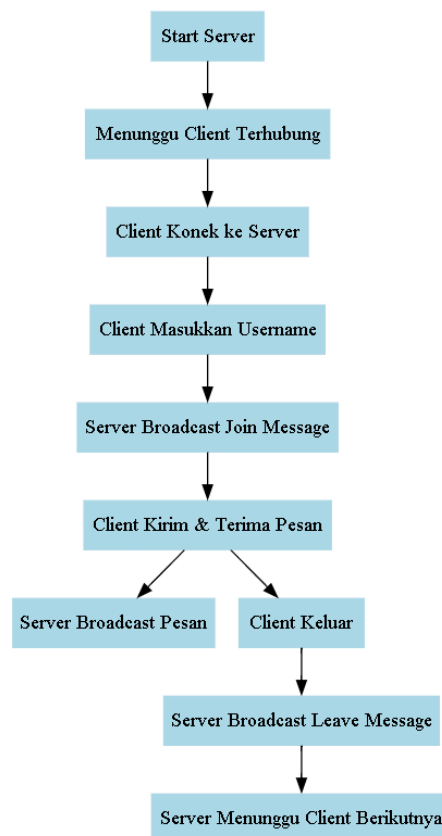 Start Server
Menunggu Client Terhubung
Client Konek ke Server
Client Masukkan Username
Server Broadcast Join Message
Client Kirim & Terima Pesan
Server Broadcast Pesan
Client Keluar
Server Broadcast Leave Message
Server Menunggu Client Berikutnya